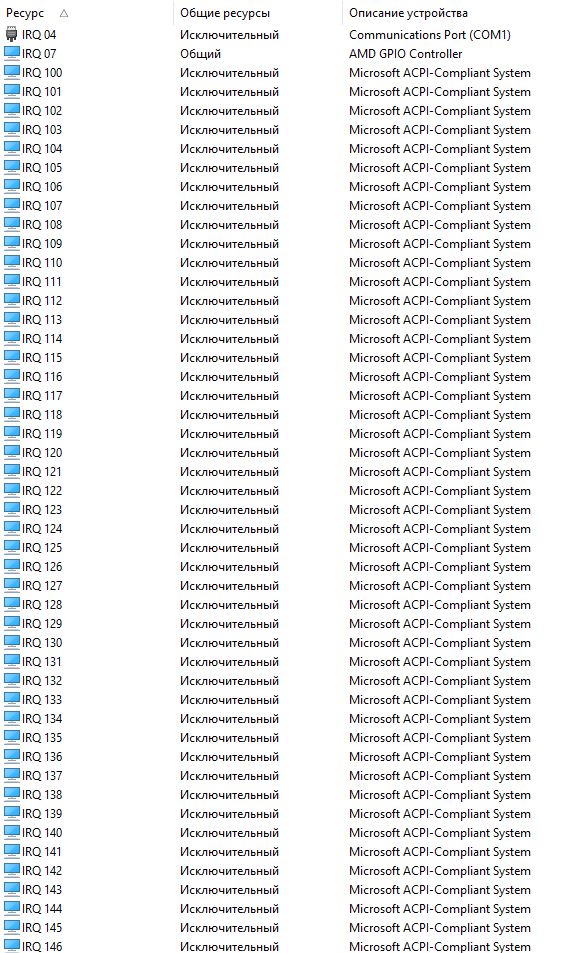 Ресурс Общие ресурсы Описание устройства
IRQ 04 Исключительный Communications Port (COM1)
IRQ 07 Общий AMD GPIO Controller
IRQ 100 Исключительный Microsoft ACPI-Compliant System
IRQ 101 Исключительный Microsoft ACPI-Compliant System
IRQ 102 Исключительный Microsoft ACPI-Compliant System
IRQ 103 Исключительный Microsoft ACPI-Compliant System
IRQ 104 Исключительный Microsoft ACPI-Compliant System
IRQ 105 Исключительный Microsoft ACPI-Compliant System
IRQ 106 Исключительный Microsoft ACPI-Compliant System
IRQ 107 Исключительный Microsoft ACPI-Compliant System
IRQ 108 Исключительный Microsoft ACPI-Compliant System
IRQ 109 Исключительный Microsoft ACPI-Compliant System
IRQ 110 Исключительный Microsoft ACPI-Compliant System
IRQ 111 Исключительный Microsoft ACPI-Compliant System
IRQ 112 Исключительный Microsoft ACPI-Compliant System
IRQ 113 Исключительный Microsoft ACPI-Compliant System
IRQ 114 Исключительный Microsoft ACPI-Compliant System
IRQ 115 Исключительный Microsoft ACPI-Compliant System
IRQ 116 Исключительный Microsoft ACPI-Compliant System
IRQ 117 Исключительный Microsoft ACPI-Compliant System
IRQ 118 Исключительный Microsoft ACPI-Compliant System
IRQ 119 Исключительный Microsoft ACPI-Compliant System
IRQ 120 Исключительный Microsoft ACPI-Compliant System
IRQ 121 Исключительный Microsoft ACPI-Compliant System
IRQ 122 Исключительный Microsoft ACPI-Compliant System
IRQ 123 Исключительный Microsoft ACPI-Compliant System
IRQ 124 Исключительный Microsoft ACPI-Compliant System
IRQ 125 Исключительный Microsoft ACPI-Compliant System
IRQ 126 Исключительный Microsoft ACPI-Compliant System
IRQ 127 Исключительный Microsoft ACPI-Compliant System
IRQ 128 Исключительный Microsoft ACPI-Compliant System
IRQ 129 Исключительный Microsoft ACPI-Compliant System
IRQ 130 Исключительный Microsoft ACPI-Compliant System
IRQ 131 Исключительный Microsoft ACPI-Compliant System
IRQ 132 Исключительный Microsoft ACPI-Compliant System
IRQ 133 Исключительный Microsoft ACPI-Compliant System
IRQ 134 Исключительный Microsoft ACPI-Compliant System
IRQ 135 Исключительный Microsoft ACPI-Compliant System
IRQ 136 Исключительный Microsoft ACPI-Compliant System
IRQ 137 Исключительный Microsoft ACPI-Compliant System
IRQ 138 Исключительный Microsoft ACPI-Compliant System
IRQ 139 Исключительный Microsoft ACPI-Compliant System
IRQ 140 Исключительный Microsoft ACPI-Compliant System
IRQ 141 Исключительный Microsoft ACPI-Compliant System
IRQ 142 Исключительный Microsoft ACPI-Compliant System
IRQ 143 Исключительный Microsoft ACPI-Compliant System
IRQ 144 Исключительный Microsoft ACPI-Compliant System
IRQ 145 Исключительный Microsoft ACPI-Compliant System
IRQ 146 Исключительный Microsoft ACPI-Compliant System